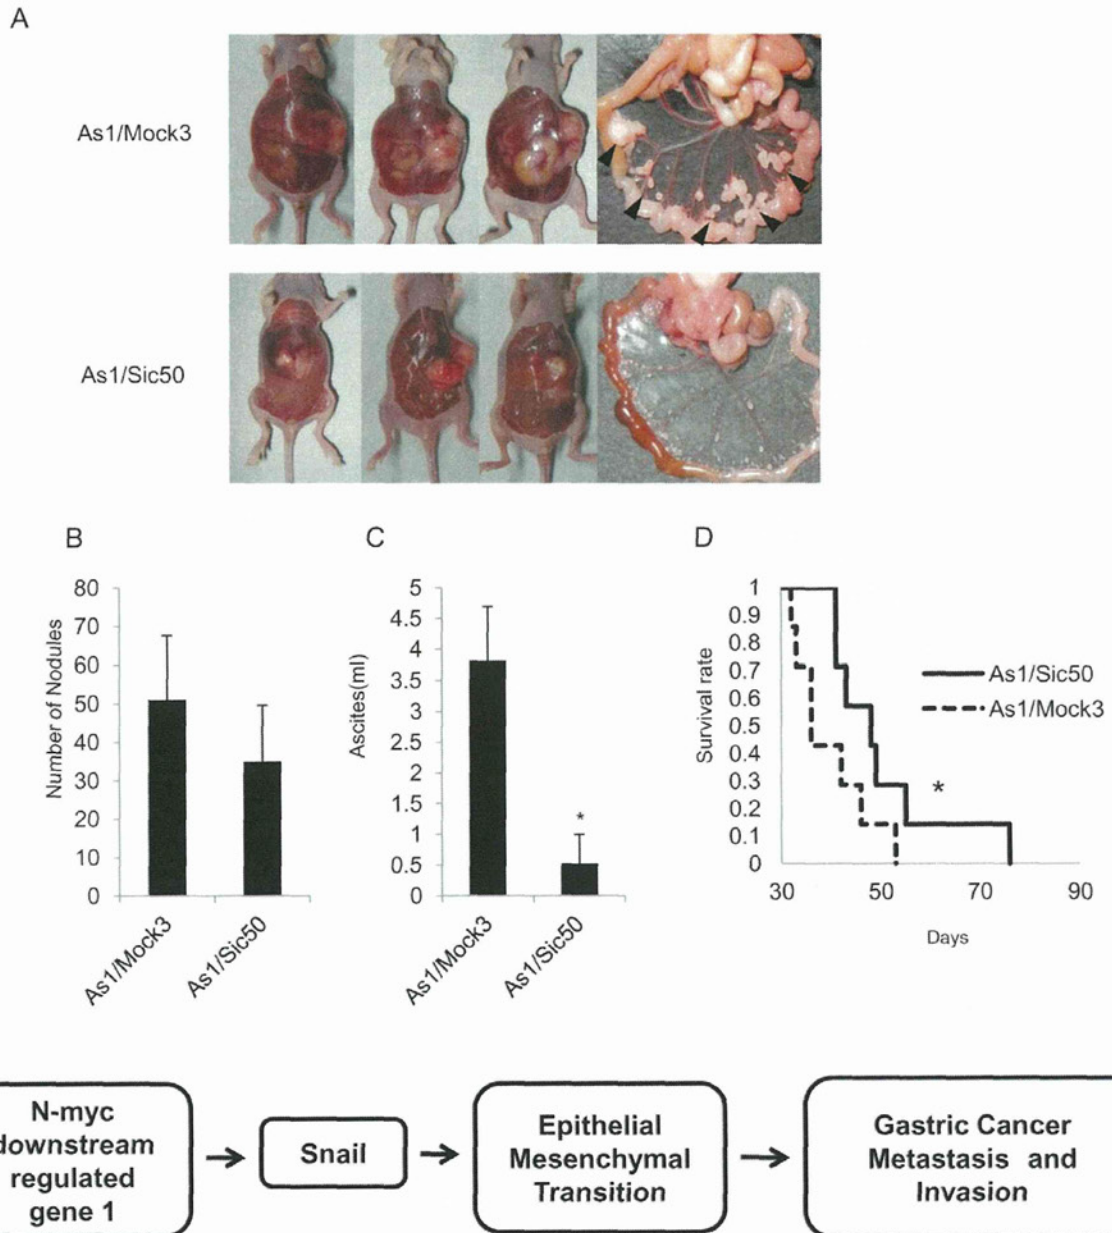 A
As1/Mock3
As1/Sic50
B
C
D
Number of Nodules
80
70
60
50
40
30
20
10
0
As1/Mock3
As1/Sic50
Ascites(ml)
5
4.5
4
3.5
3
2.5
2
1.5
1
0.5
0
*
As1/Mock3
As1/Sic50
Survival rate
1
0.9
0.8
0.7
0.6
0.5
0.4
0.3
0.2
0.1
0
As1/Sic50
As1/Mock3
*
30 50 70 90
Days
N-myc
downstream
regulated
gene 1
Snail
Epithelial
Mesenchymal
Transition
Gastric Cancer
Metastasis and
Invasion